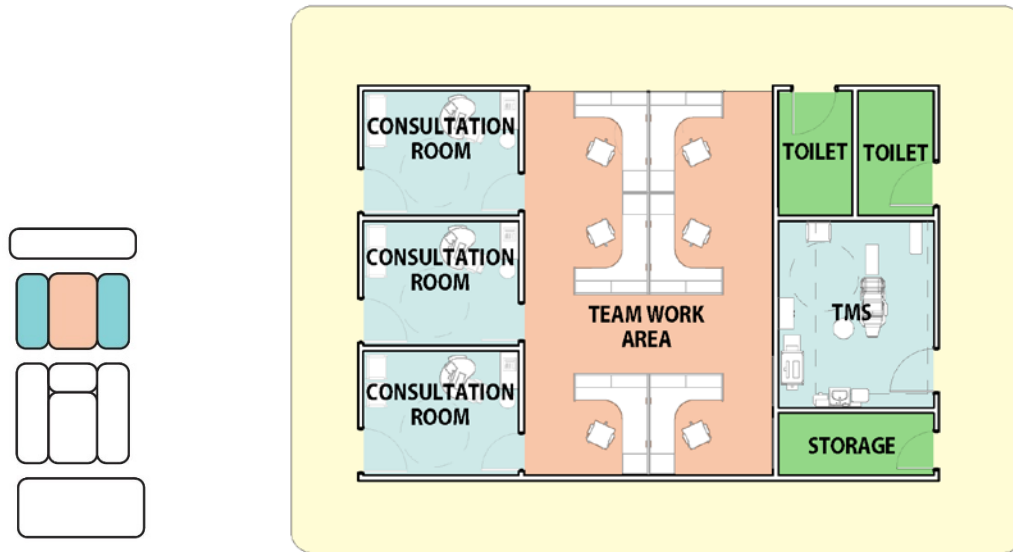 CONSULTATION
ROOM
TOILET
TOILET
CONSULTATION
ROOM
TEAM WORK
AREA
TMS
CONSULTATION
ROOM
STORAGE